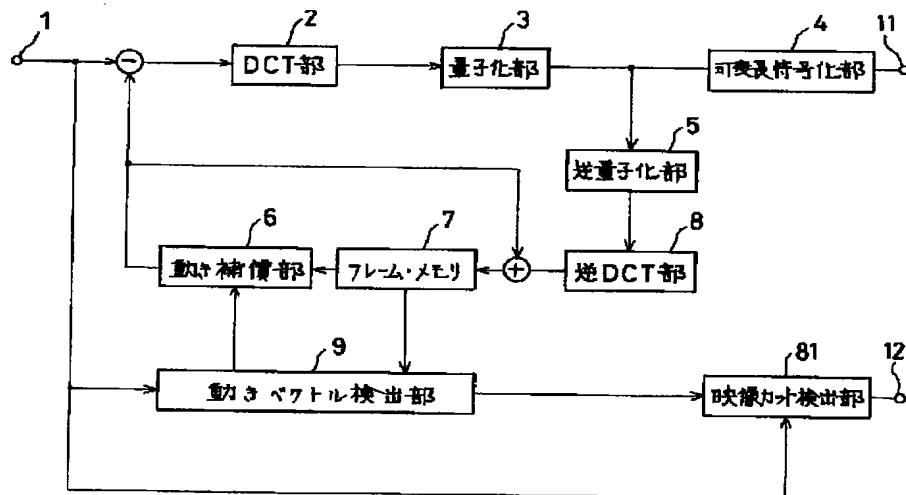 1
2
3
4
11
DCT部
量子化部
可変長符号化部
5
逆量子化部
6
7
8
動き補償部
フレーム・メモリ
逆DCT部
9
81
12
動きベクトル検出部
映像カット検出部